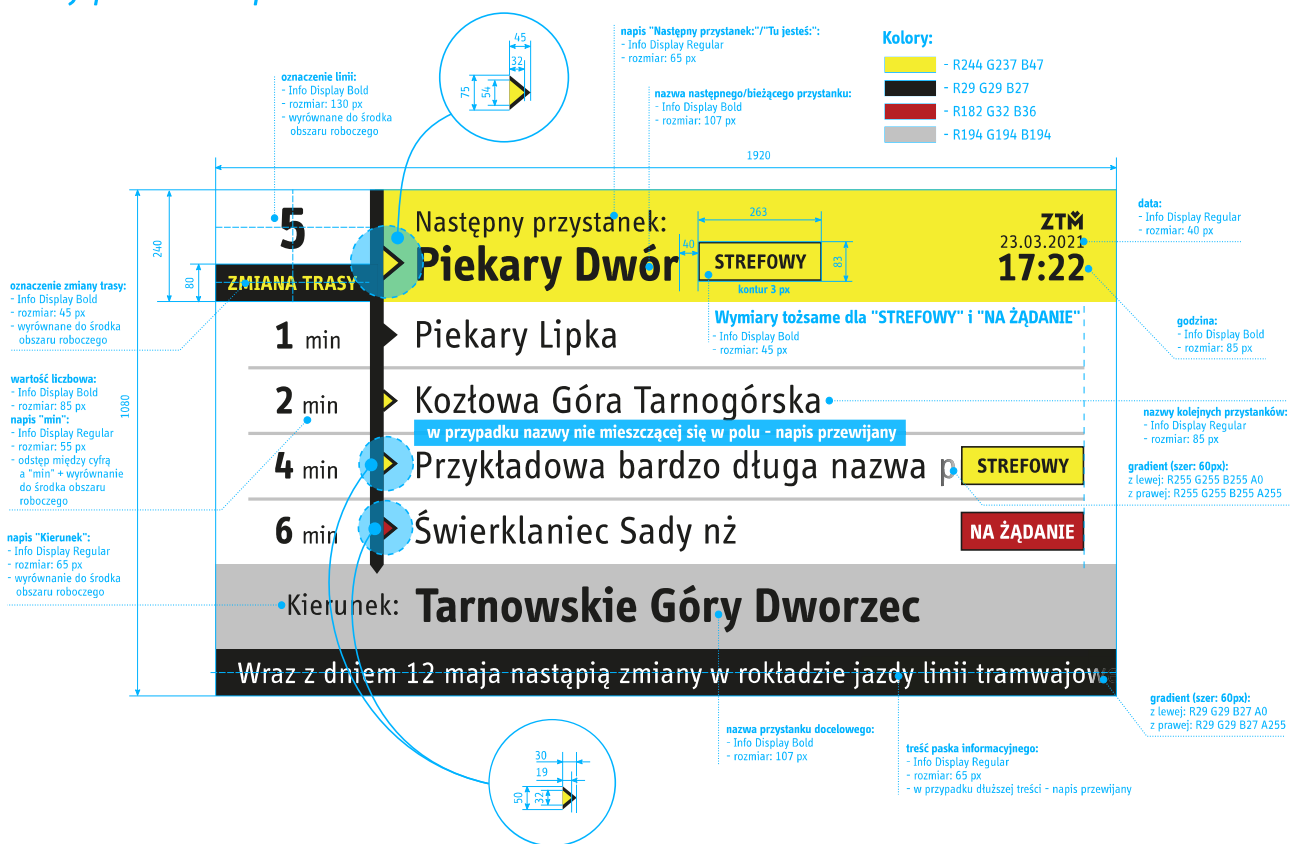 45
32
75
54
napis "Następny przystanek:"/"Tu jesteś:":
- Info Display Regular
- rozmiar: 65 px
Kolory:
- R244 G237 B47
- R29 G29 B27
- R182 G32 B36
- R194 G194 B194
oznaczenie linii:
- Info Display Bold
- rozmiar: 130 px
- wyrównane do środka
obszaru roboczego
nazwa następnego/bieżącego przystanku:
- Info Display Bold
- rozmiar: 107 px
1920
240
80
1080
5
ZMIANA TRASY
Następny przystanek:
Piekary Dwór
263
40
STREFOWY
83
kontur 3 px
ZTM
23.03.2021
17:22
data:
- Info Display Regular
- rozmiar: 40 px
oznaczenie zmiany trasy:
- Info Display Bold
- rozmiar: 45 px
- wyrównane do środka
obszaru roboczego
Wymiary tożsame dla "STREFOWY" i "NA ŻĄDANIE"
- Info Display Bold
- rozmiar: 45 px
godzina:
- Info Display Bold
- rozmiar: 85 px
1 min Piekary Lipka
wartość liczbowa:
- Info Display Bold
- rozmiar: 85 px
napis "min":
- Info Display Regular
- rozmiar: 55 px
- odstęp między cyfrą
a "min" + wyrównanie
do środka obszaru
roboczego
2 min Kozłowa Góra Tarnogórska
nazwy kolejnych przystanków:
- Info Display Regular
- rozmiar: 85 px
w przypadku nazwy nie mieszczącej się w polu - napis przewijany
4 min Przykładowa bardzo długa nazwa p STREFOWY
gradient (szer: 60px):
z lewej: R255 G255 B255 A0
z prawej: R255 G255 B255 A255
6 min Świerklaniec Sady nż NA ŻĄDANIE
napis "Kierunek":
- Info Display Regular
- rozmiar: 65 px
- wyrównanie do środka
obszaru roboczego
Kierunek: Tarnowskie Góry Dworzec
Wraz z dniem 12 maja nastąpią zmiany w rokładzie jazdy linii tramwajow
gradient (szer: 60px):
z lewej: R29 G29 B27 A0
z prawej: R29 G29 B27 A255
nazwa przystanku docelowego:
- Info Display Bold
- rozmiar: 107 px
treść paska informacyjnego:
- Info Display Regular
- rozmiar: 65 px
- w przypadku dłuższej treści - napis przewijany
30
19
50
32